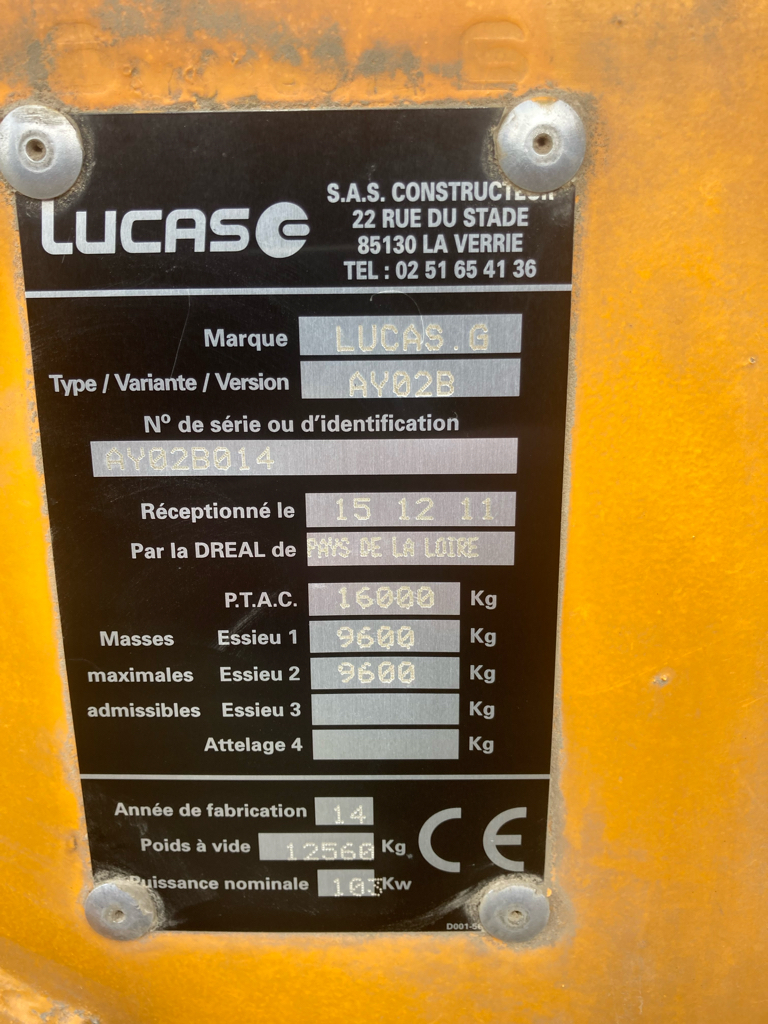 LUCAS G
S.A.S. CONSTRUCTEUR
22 RUE DU STADE
85130 LA VERRIE
TEL : 02 51 65 41 36
Marque LUCAS.G
Type / Variante / Version AY02B
N° de série ou d'identification
AY02B014
Réceptionné le 15 12 11
Par la DREAL de PAYS DE LA LOIRE
P.T.A.C. 16000 Kg
Masses Essieu 1 9600 Kg
maximales Essieu 2 9600 Kg
admissibles Essieu 3 Kg
Attelage 4 Kg
Année de fabrication 14
Poids à vide 12560 Kg
CE
Puissance nominale 103 Kw